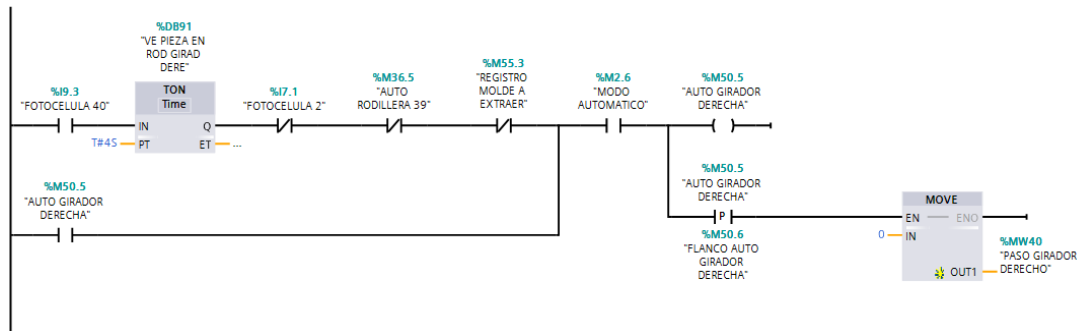 %DB91
"VE PIEZA EN
ROD GIRAD
DERE"
%I9.3
"FOTOCELULA 40"
TON
Time
IN
Q
T#4S
PT
ET
...
%I7.1
"FOTOCELULA 2"
%M36.5
"AUTO
RODILLERA 39"
%M55.3
"REGISTRO
MOLDE A
EXTRAER"
%M2.6
"MODO
AUTOMATICO"
%M50.5
"AUTO GIRADOR
DERECHA"
%M50.5
"AUTO GIRADOR
DERECHA"
%M50.5
"AUTO GIRADOR
DERECHA"
P
%M50.6
"FLANCO AUTO
GIRADOR
DERECHA"
MOVE
EN
ENO
0
IN
OUT1
%MW40
"PASO GIRADOR
DERECHO"